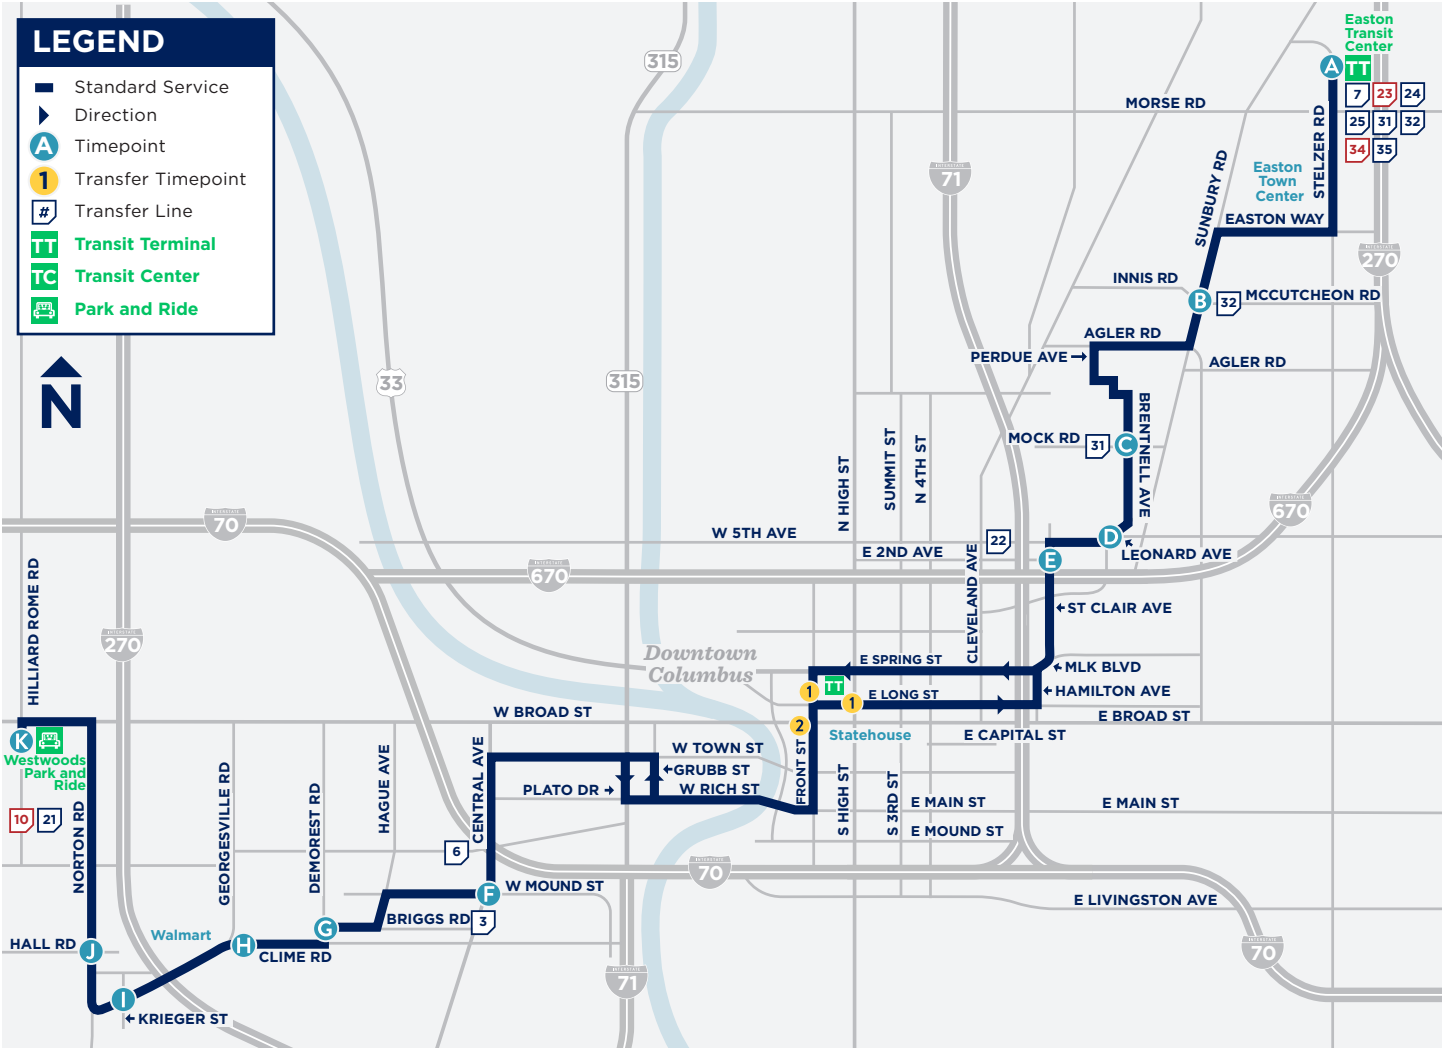 LEGEND
Standard Service
Direction
A
Timepoint
1
Transfer Timepoint
#
Transfer Line
TT
Transit Terminal
TC
Transit Center
Park and Ride
N
315
33
315
71
MORSE RD
Easton
Transit
Center
A
TT
7
23
24
25
31
32
34
35
STELZER RD
Easton
Town
Center
SUNBURY RD
EASTON WAY
270
INNIS RD
B
32
MCCUTCHEON RD
AGLER RD
PERDUE AVE
AGLER RD
BRENTNELL AVE
MOCK RD
31
C
N HIGH ST
SUMMIT ST
N 4TH ST
670
70
W 5TH AVE
22
D
LEONARD AVE
E 2ND AVE
E
CLEVELAND AVE
670
HILLIARD ROME RD
270
ST CLAIR AVE
Downtown
Columbus
E SPRING ST
MLK BLVD
1
TT
1
E LONG ST
HAMILTON AVE
W BROAD ST
2
E BROAD ST
Statehouse
E CAPITAL ST
K
Westwoods
Park and
Ride
10
21
NORTON RD
GEORGESVILLE RD
DEMOREST RD
HAGUE AVE
CENTRAL AVE
W TOWN ST
GRUBB ST
PLATO DR
W RICH ST
FRONT ST
S HIGH ST
S 3RD ST
E MAIN ST
E MAIN ST
E MOUND ST
6
70
F
W MOUND ST
BRIGGS RD
3
E LIVINGSTON AVE
G
Walmart
H
CLIME RD
HALL RD
J
I
KRIEGER ST
71
70